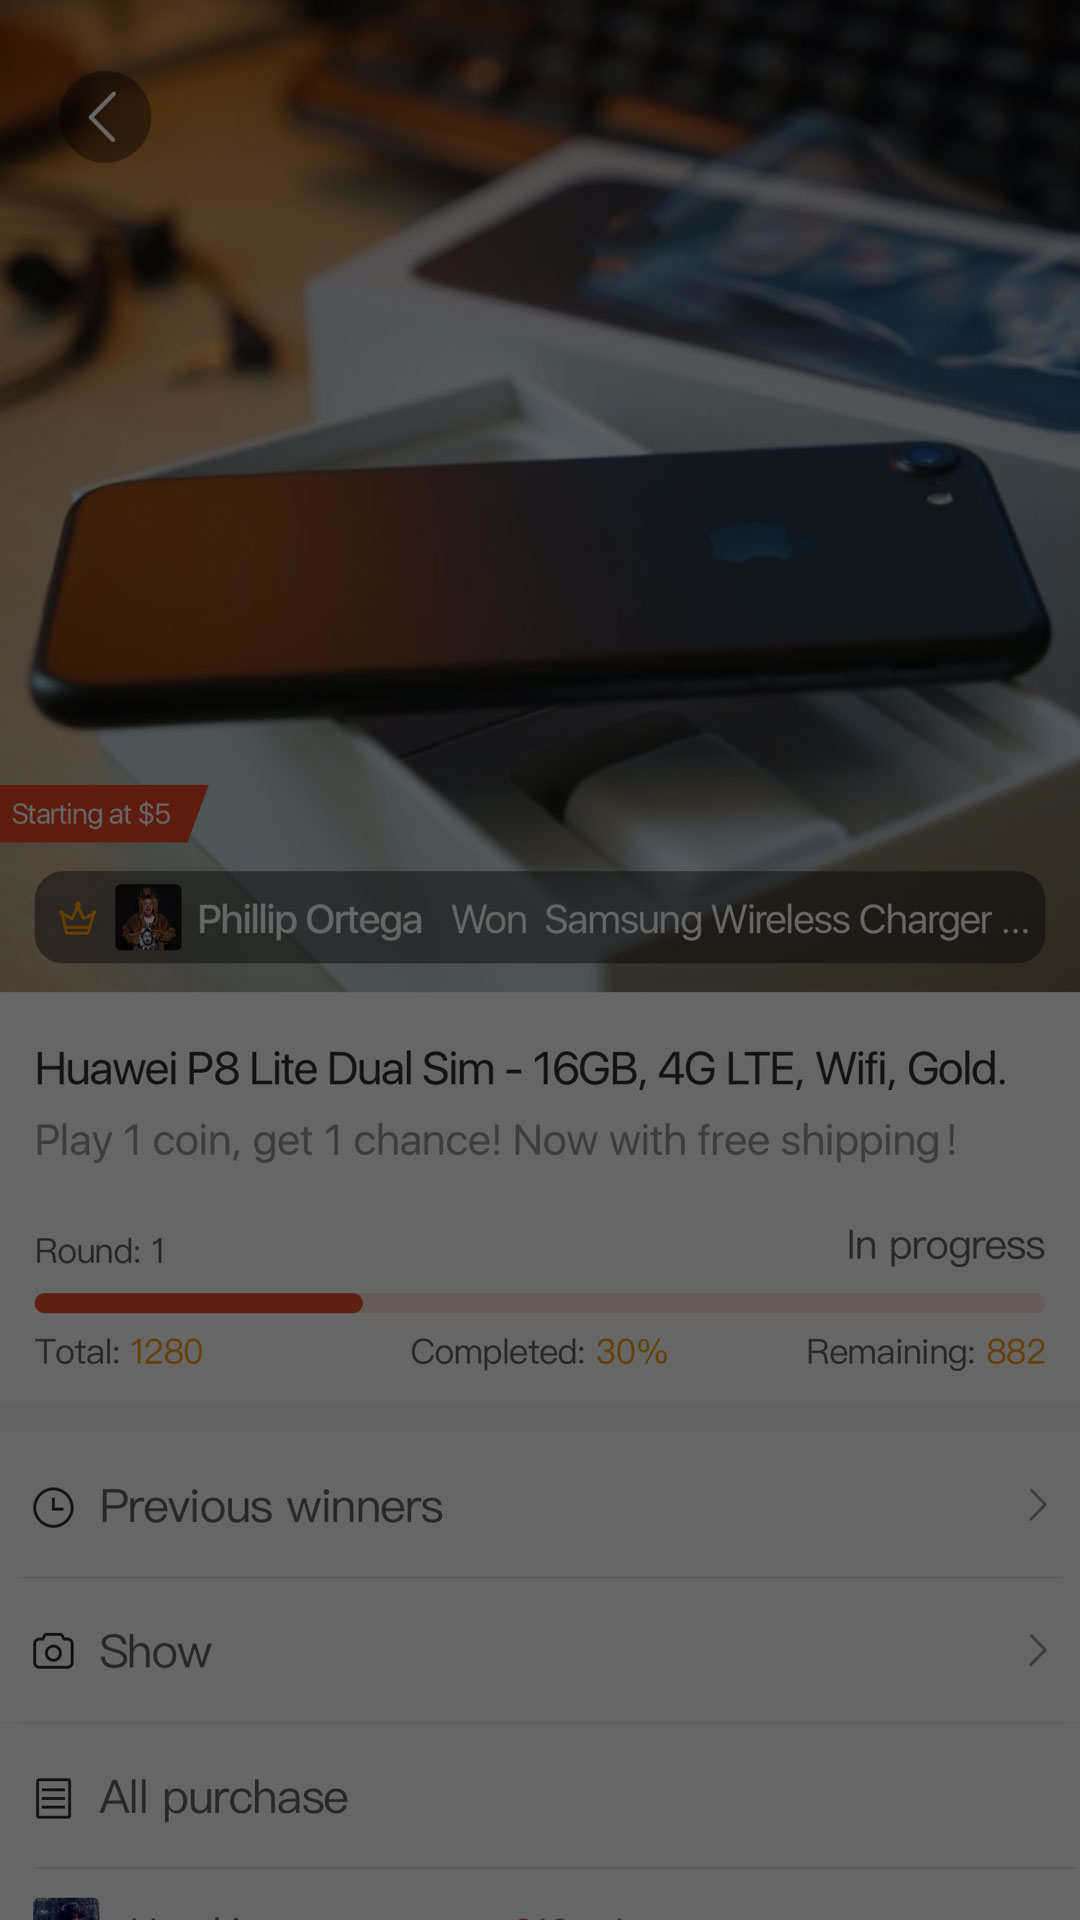 Starting at $5
Phillip Ortega Won Samsung Wireless Charger ...
Huawei P8 Lite Dual Sim - 16GB, 4G LTE, Wifi, Gold.
Play 1 coin, get 1 chance! Now with free shipping!
Round: 1
In progress
Total: 1280
Completed: 30%
Remaining: 882
Previous winners
Show
All purchase